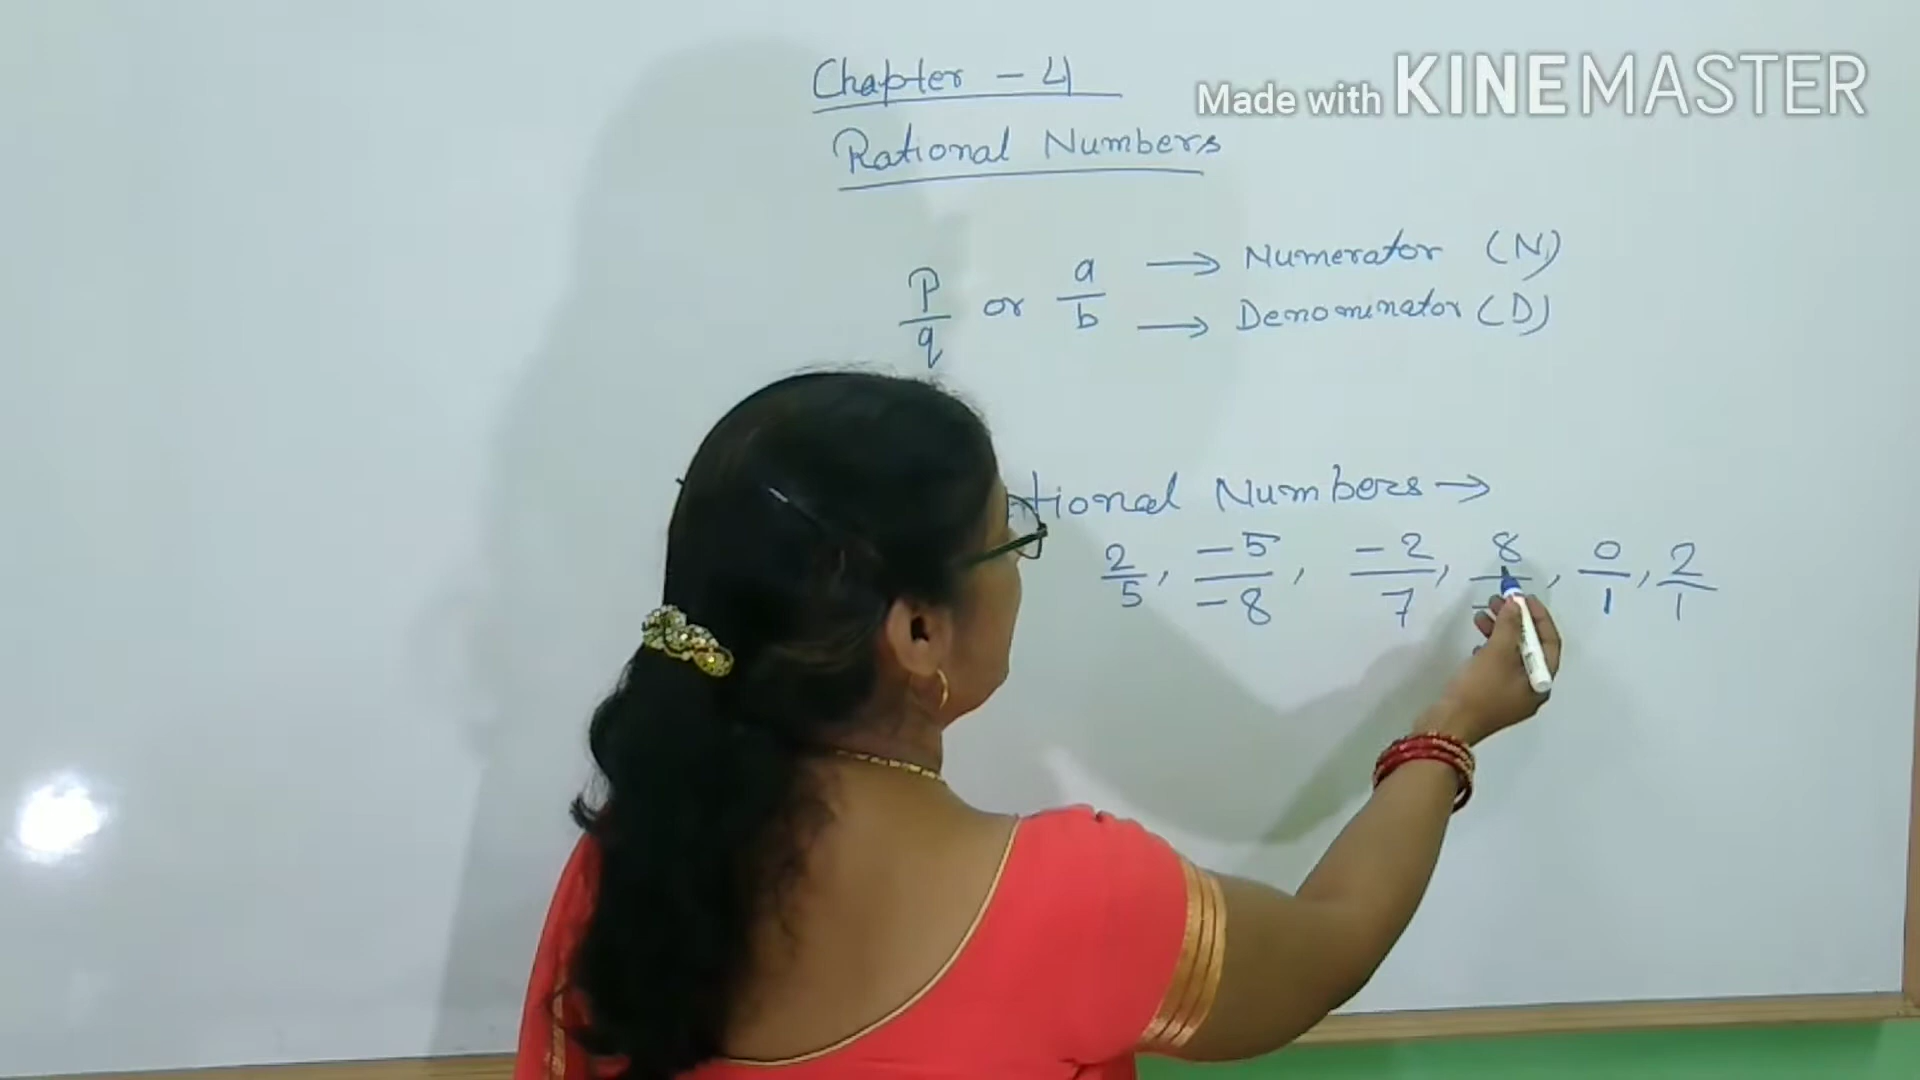 Chapter - 4
Made with KINEMASTER
Rational Numbers
p/q or a/b → Numerator (N)
→ Denominator (D)
tional Numbers →
2/5, -5/-8, -2/7, 8/-, 0/1, 2/1